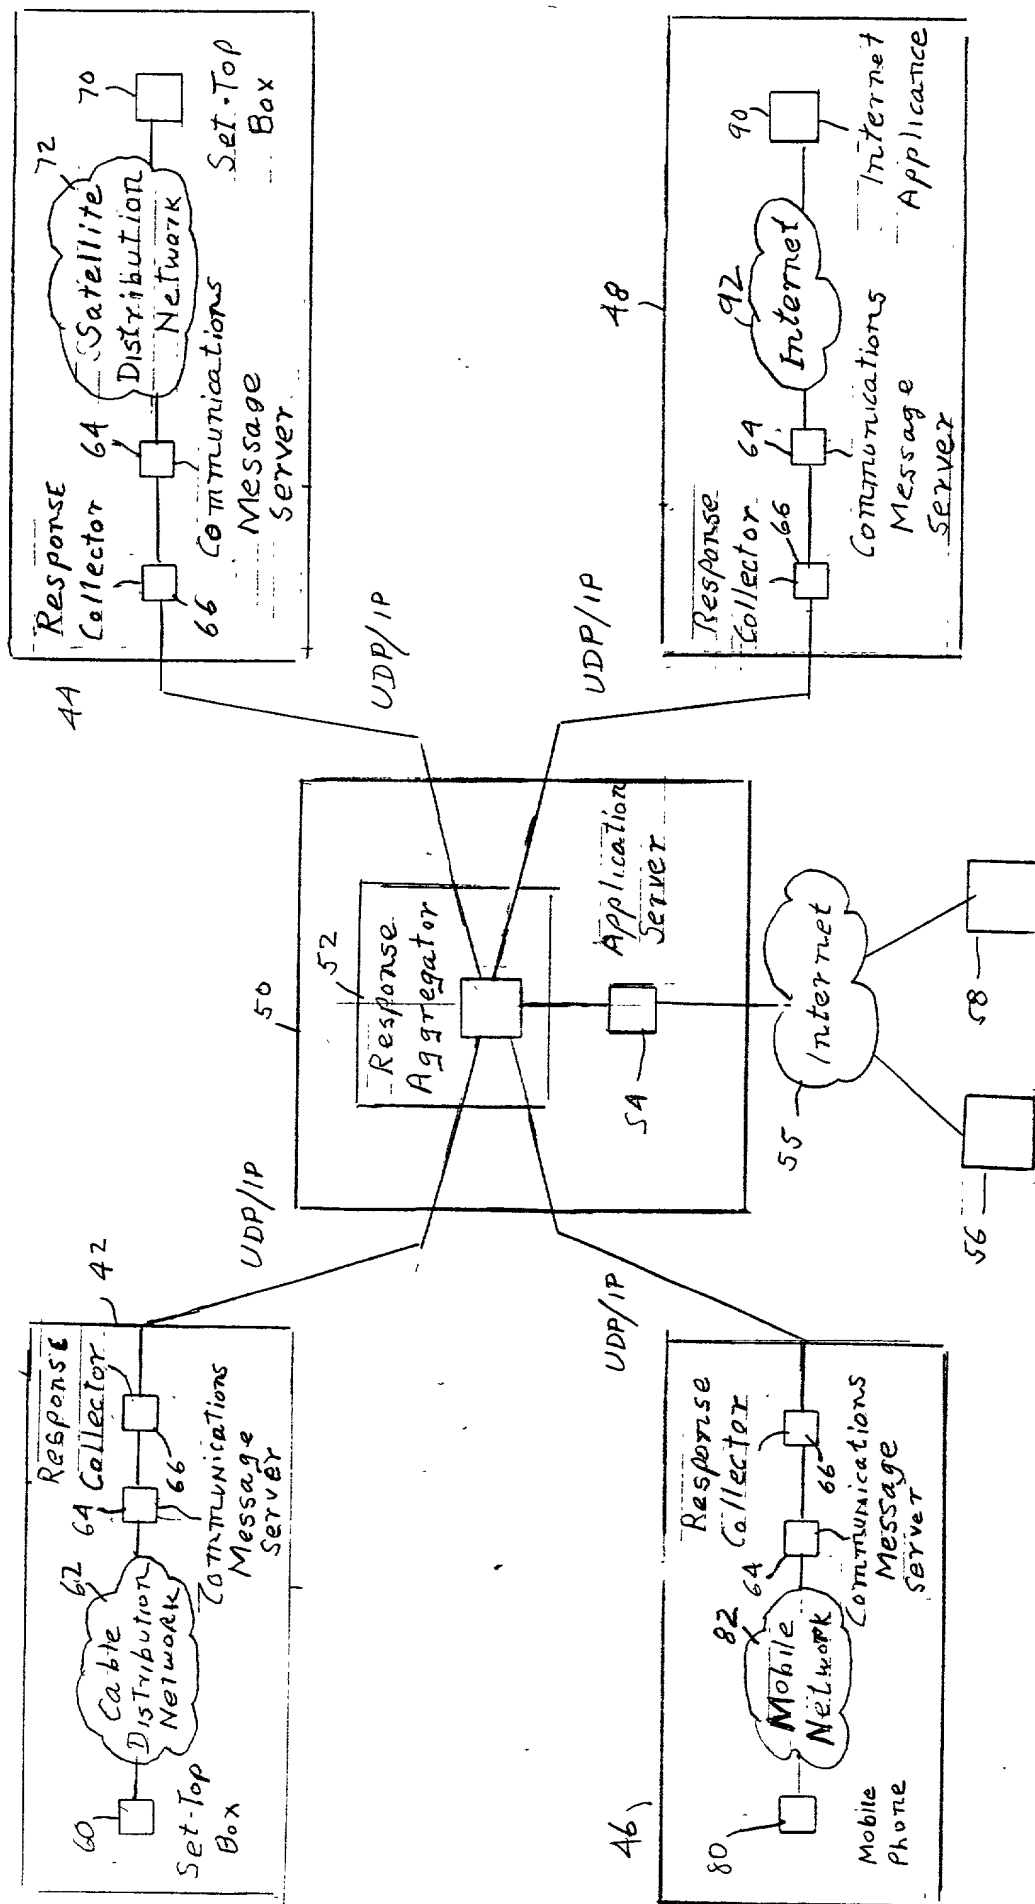 60
Set-Top
Box
Cable
Distribution
Network
62
64
66
Response
Collector
Communications
Message
Server
42
UDP/IP
44
Response
Collector
66
64
Communications
Message
Server
Satellite
Distribution
Network
72
70
Set-Top
Box
UDP/IP
50
52
Response
Aggregator
54
Application
Server
55
Internet
56
58
46
80
Mobile
Phone
Mobile
Network
82
64
66
Response
Collector
Communications
Message
Server
UDP/IP
48
Response
Collector
66
64
Communications
Message
Server
Internet
92
90
Internet
Applicance
UDP/IP